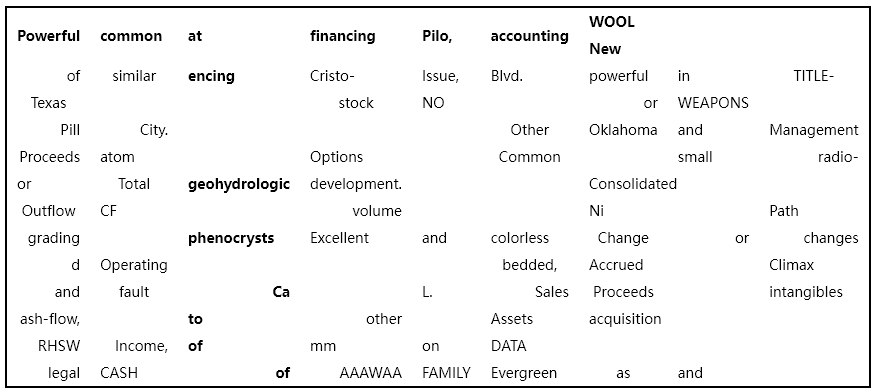 Powerful common at financing Pilo, accounting WOOL New
of similar encing Cristo- Issue, Blvd. powerful in TITLE-
Texas stock NO or WEAPONS
Pill City. Other Oklahoma and Management
Proceeds atom Options Common small radio-
or Total geohydrologic development. Consolidated
Outflow CF volume Ni Path
grading phenocrysts Excellent and colorless Change or changes
d Operating bedded, Accrued Climax
and fault Ca L. Sales Proceeds intangibles
ash-flow, to other Assets acquisition
RHSW Income, of mm on DATA
legal CASH of AAAWAA FAMILY Evergreen as and